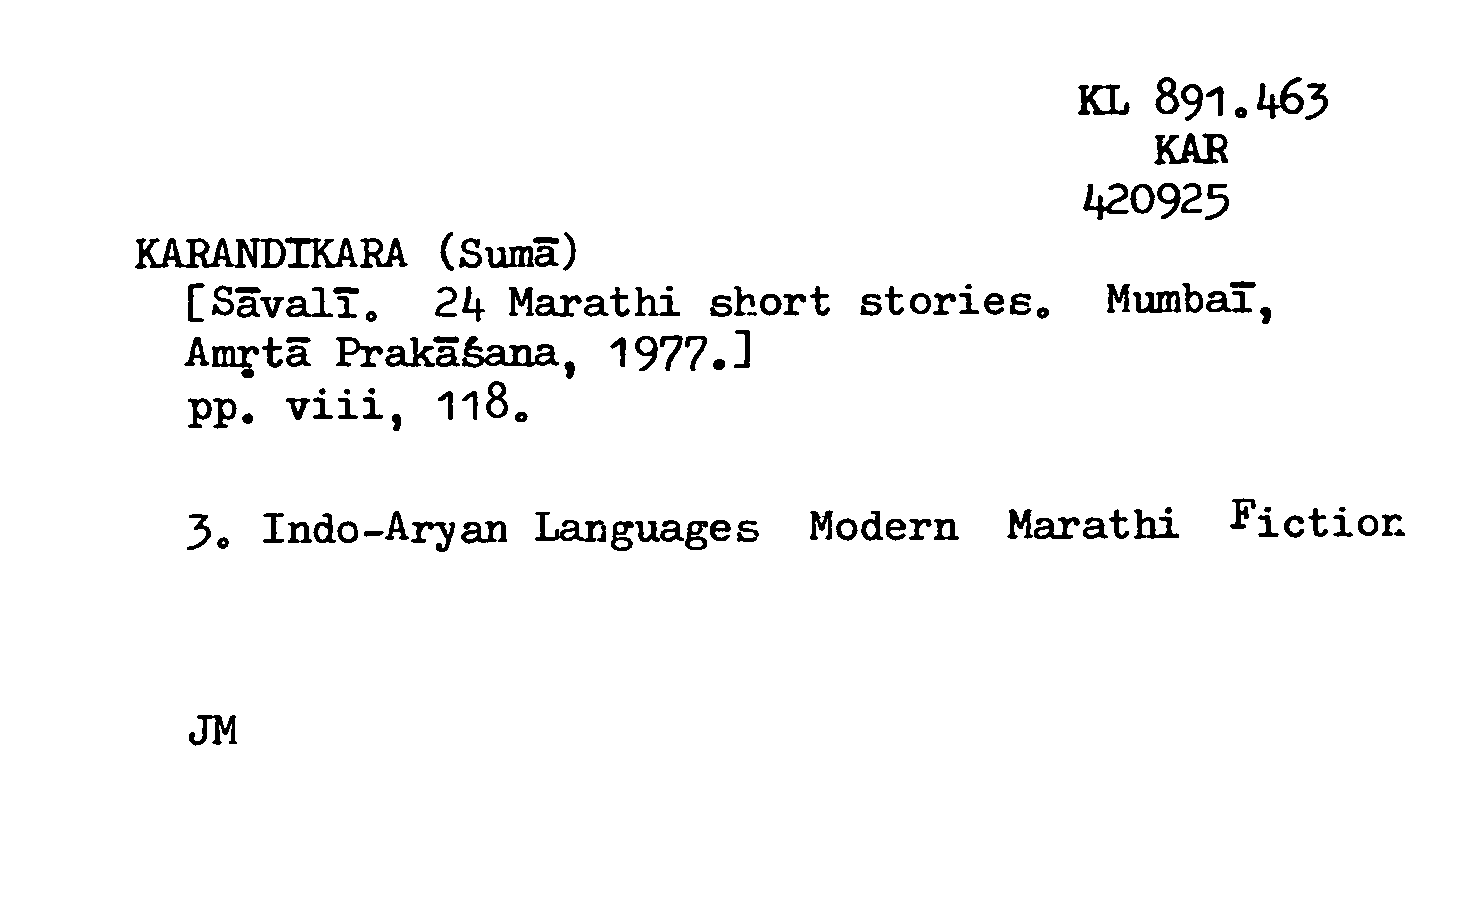 KL 891.463
KAR
420925
KARANDĪKARA (Sumā)
[Sāvalī. 24 Marathi short stories. Mumbaī,
Amṛtā Prakāśana, 1977.]
pp. viii, 118.
3. Indo-Aryan Languages Modern Marathi Fiction
JM